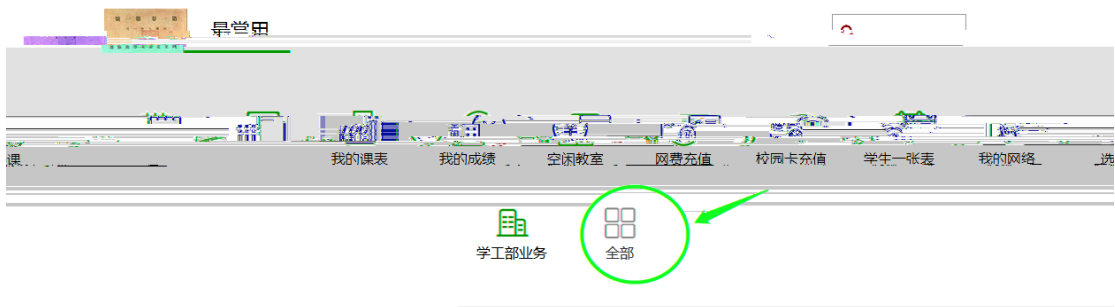 最常用
课 我的课表 我的成绩 空闲教室 网费充值 校园卡充值 学生一张表 我的网络 选
学工部业务 全部